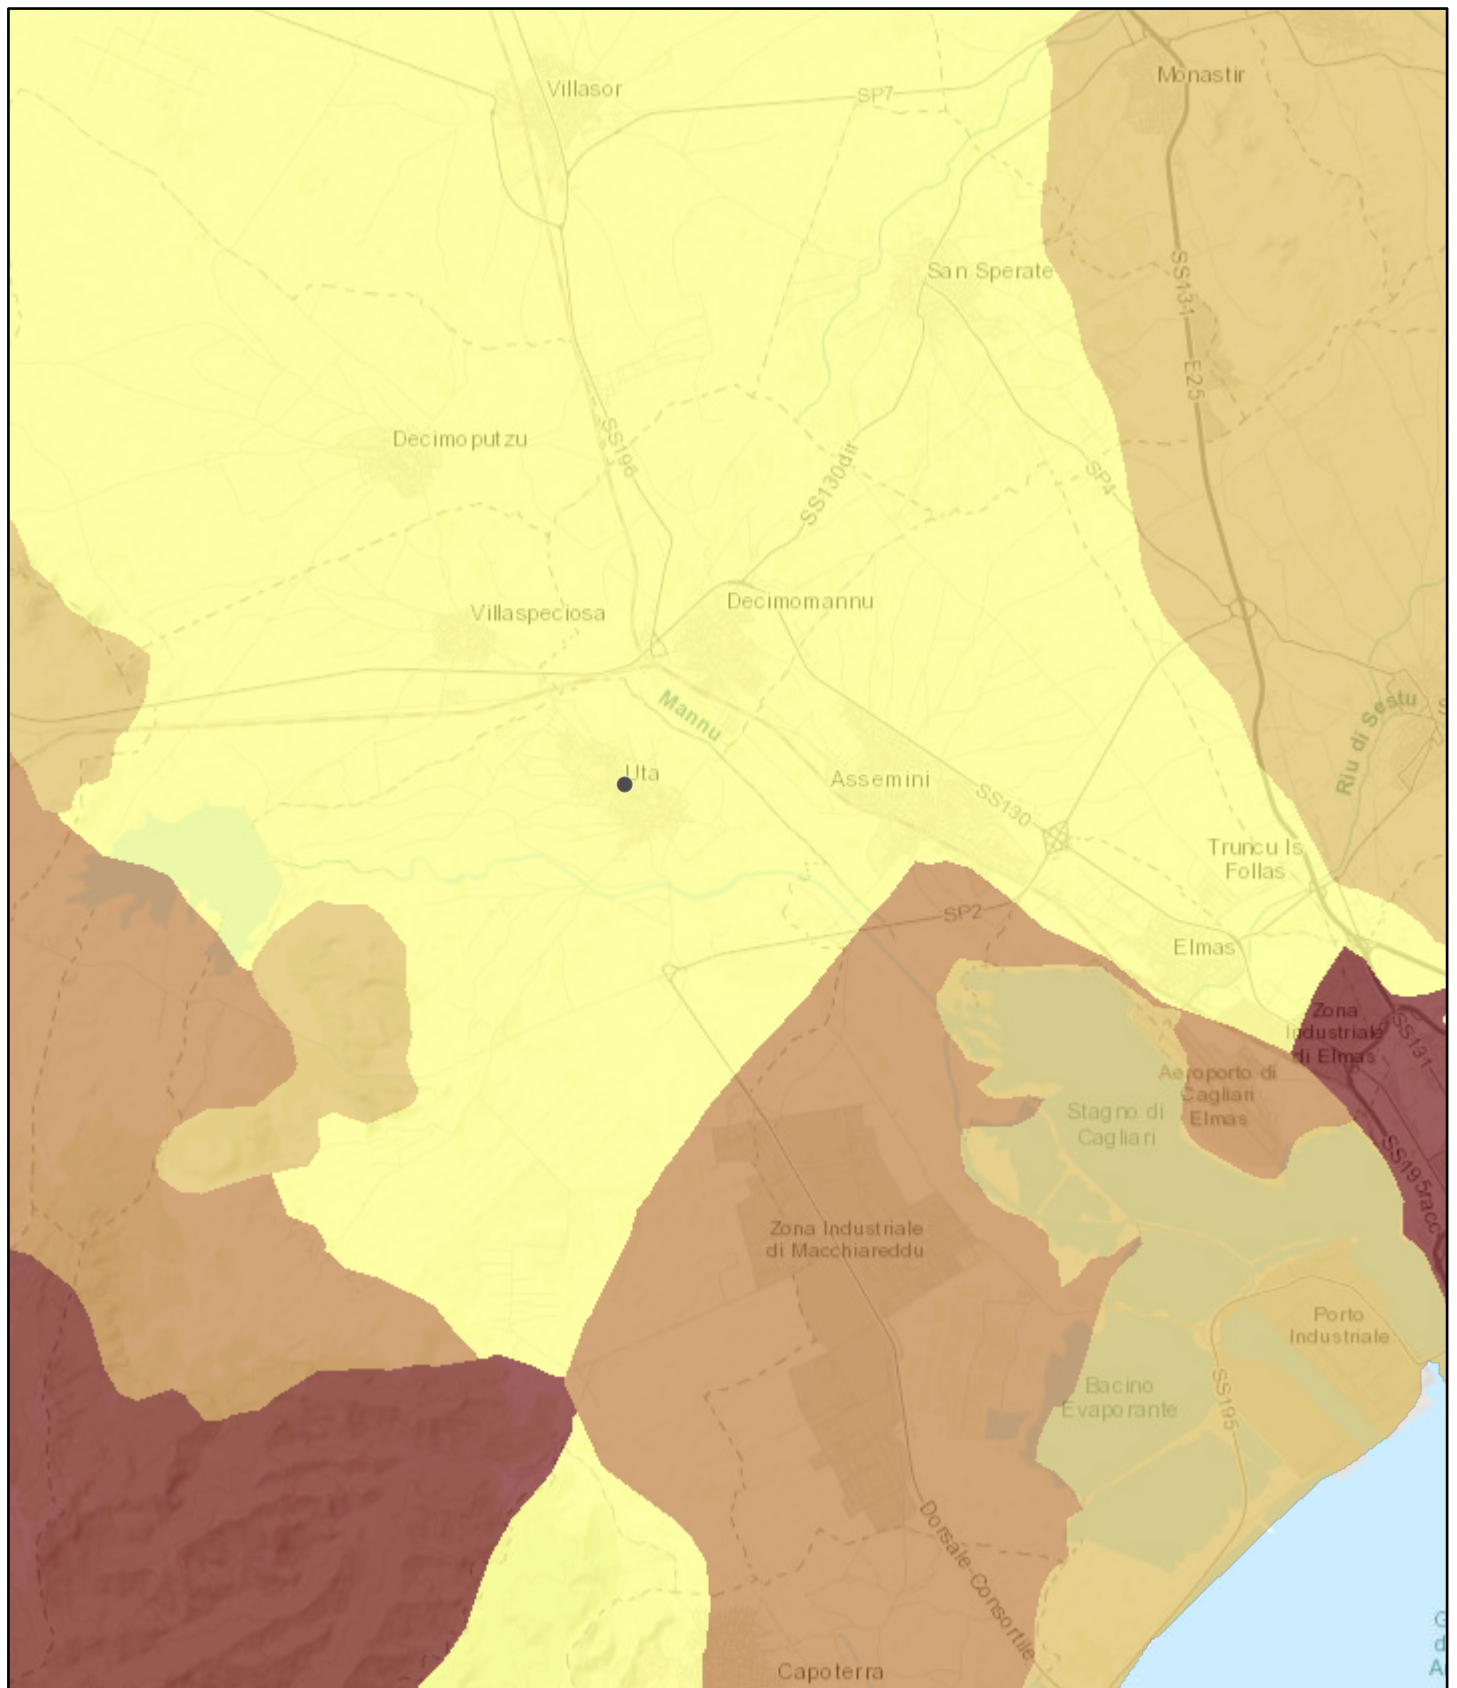 Villasor
Monastir
SP7
San Sperate
SS131
E25
Decimoputzu
SS196
SS130dir
SP4
Villaspeciosa
Decimomannu
Mannu
Riu di Sestu
Uta
Assemini
SS130
Truncu Is
Follas
SP2
Elmas
Zona
Industriale
di Elmas
SS131
Aeroporto di
Cagliari
Elmas
Stagno di
Cagliari
SS195racc
Zona Industriale
di Macchiareddu
Porto
Industriale
Bacino
Evaporante
SS195
Dorsale Consortile
Capoterra